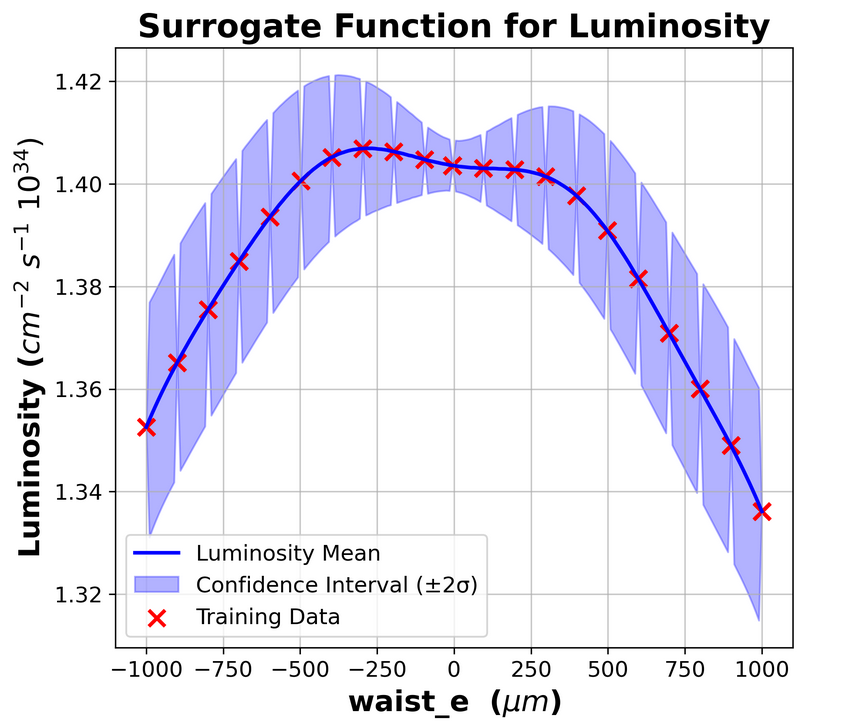 Surrogate Function for Luminosity
1.42
1.40
1.38
1.36
1.34
1.32
Luminosity (cm⁻² s⁻¹ 10³⁴)
Luminosity Mean
Confidence Interval (±2σ)
Training Data
−1000 −750 −500 −250 0 250 500 750 1000
waist_e (μm)